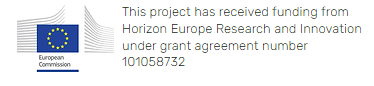 This project has received funding from
Horizon Europe Research and Innovation
under grant agreement number
101058732
European
Commission